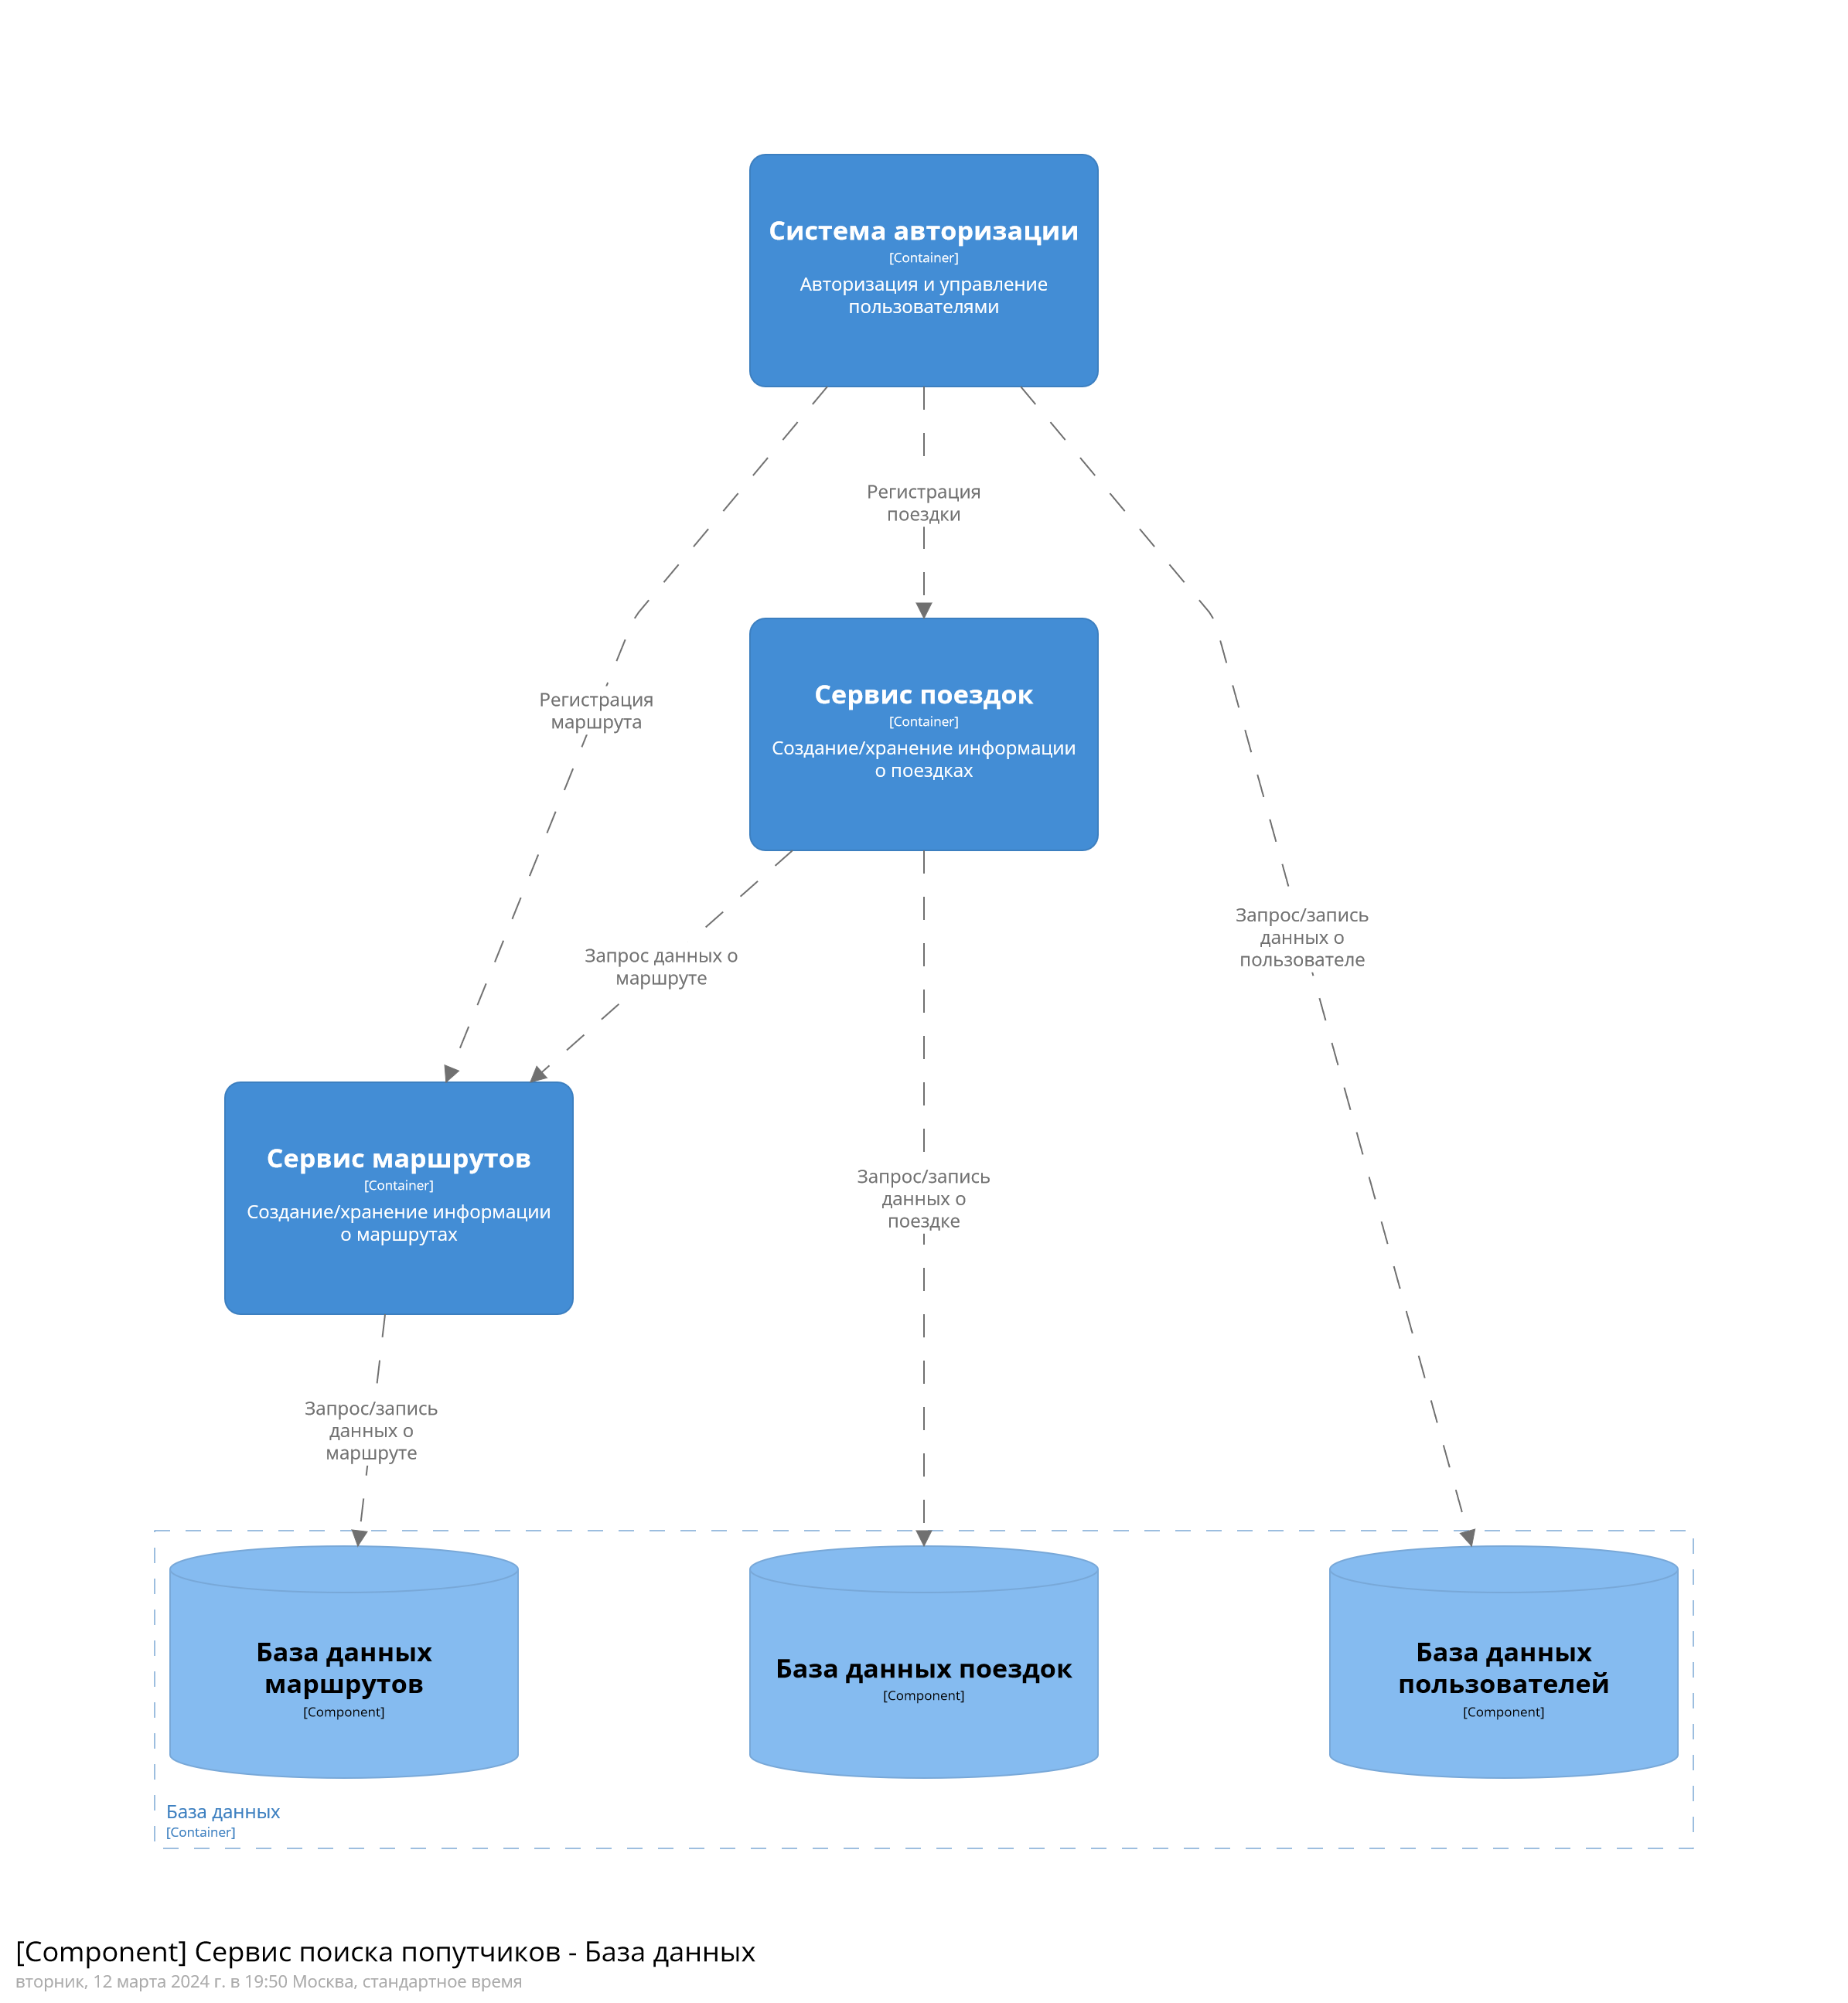 Система авторизации
[Container]
Авторизация и управление
пользователями
Регистрация
поездки
Регистрация
маршрута
Сервис поездок
[Container]
Создание/хранение информации
о поездках
Запрос данных о
маршруте
Запрос/запись
данных о
пользователе
Сервис маршрутов
[Container]
Создание/хранение информации
о маршрутах
Запрос/запись
данных о
поездке
Запрос/запись
данных о
маршруте
База данных
маршрутов
[Component]
База данных поездок
[Component]
База данных
пользователей
[Component]
База данных
[Container]
[Component] Сервис поиска попутчиков - База данных
вторник, 12 марта 2024 г. в 19:50 Москва, стандартное время